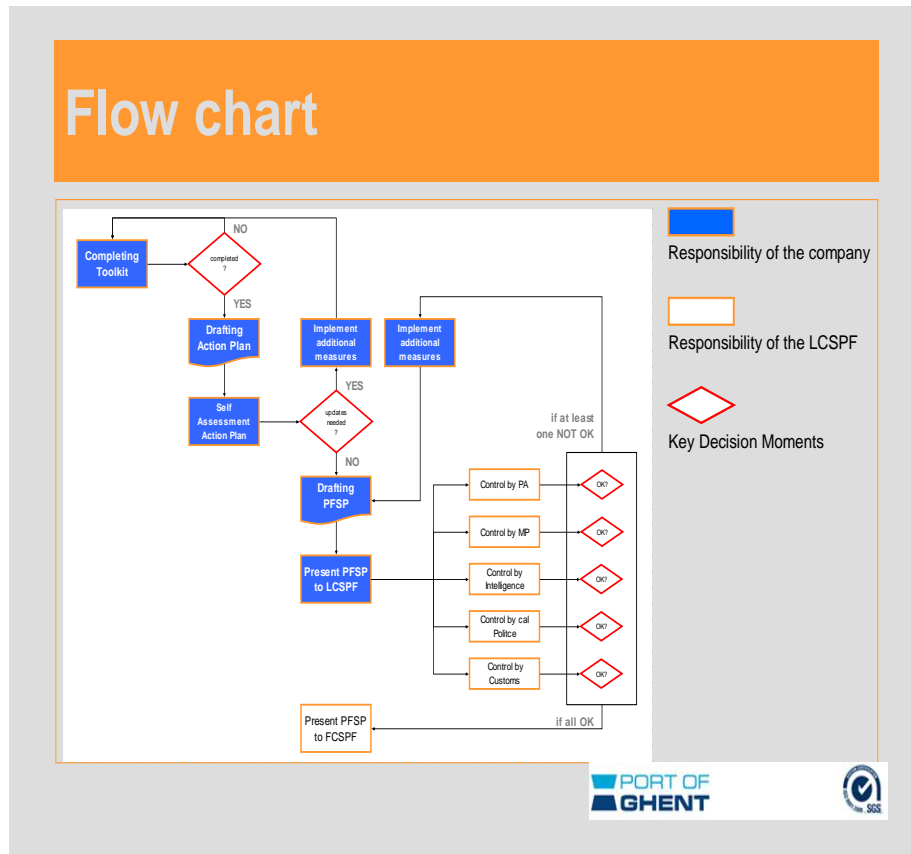 Flow chart
NO
Completing
Toolkit
completed
?
YES
Drafting
Action Plan
Implement
additional
measures
Implement
additional
measures
YES
Self
Assessment
Action Plan
updates
needed
?
NO
if at least
one NOT OK
Drafting
PFSP
Control by PA
OK?
Control by MP
OK?
Present PFSP
to LCSPF
Control by
Intelligence
OK?
Control by cal
Politce
OK?
Control by
Customs
OK?
Present PFSP
to FCSPF
if all OK
Responsibility of the company
Responsibility of the LCSPF
Key Decision Moments
PORT OF
GHENT
SGS